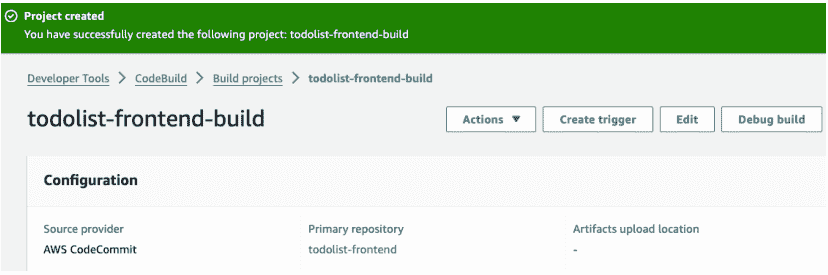 Project created
You have successfully created the following project: todolist-frontend-build
Developer Tools > CodeBuild > Build projects > todolist-frontend-build
todolist-frontend-build
Actions ▼ Create trigger Edit Debug build
Configuration
Source provider Primary repository Artifacts upload location
AWS CodeCommit todolist-frontend -